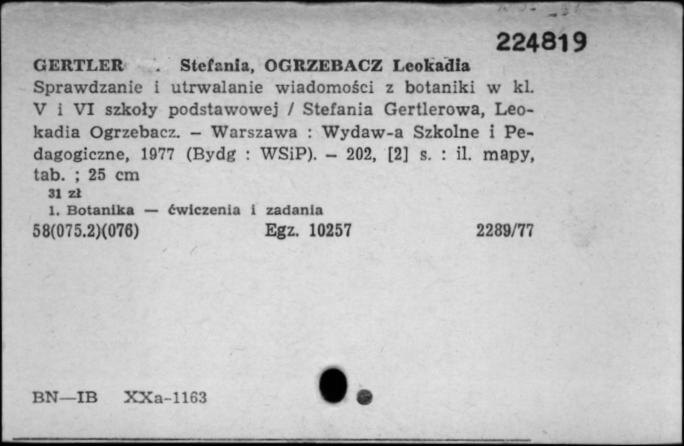 224819
GERTLER . Stefania, OGRZEBACZ Leokadia
Sprawdzanie i utrwalanie wiadomości z botaniki w kl.
V i VI szkoły podstawowej / Stefania Gertlerowa, Leo-
kadia Ogrzebacz. — Warszawa : Wydaw-a Szkolne i Pe-
dagogiczne, 1977 (Bydg : WSiP). — 202, [2] s. : il. mapy,
tab. ; 25 cm
31 zł
1. Botanika — ćwiczenia i zadania
58(075.2)(076) Egz. 10257 2289/77
BN—IB XXa-1163